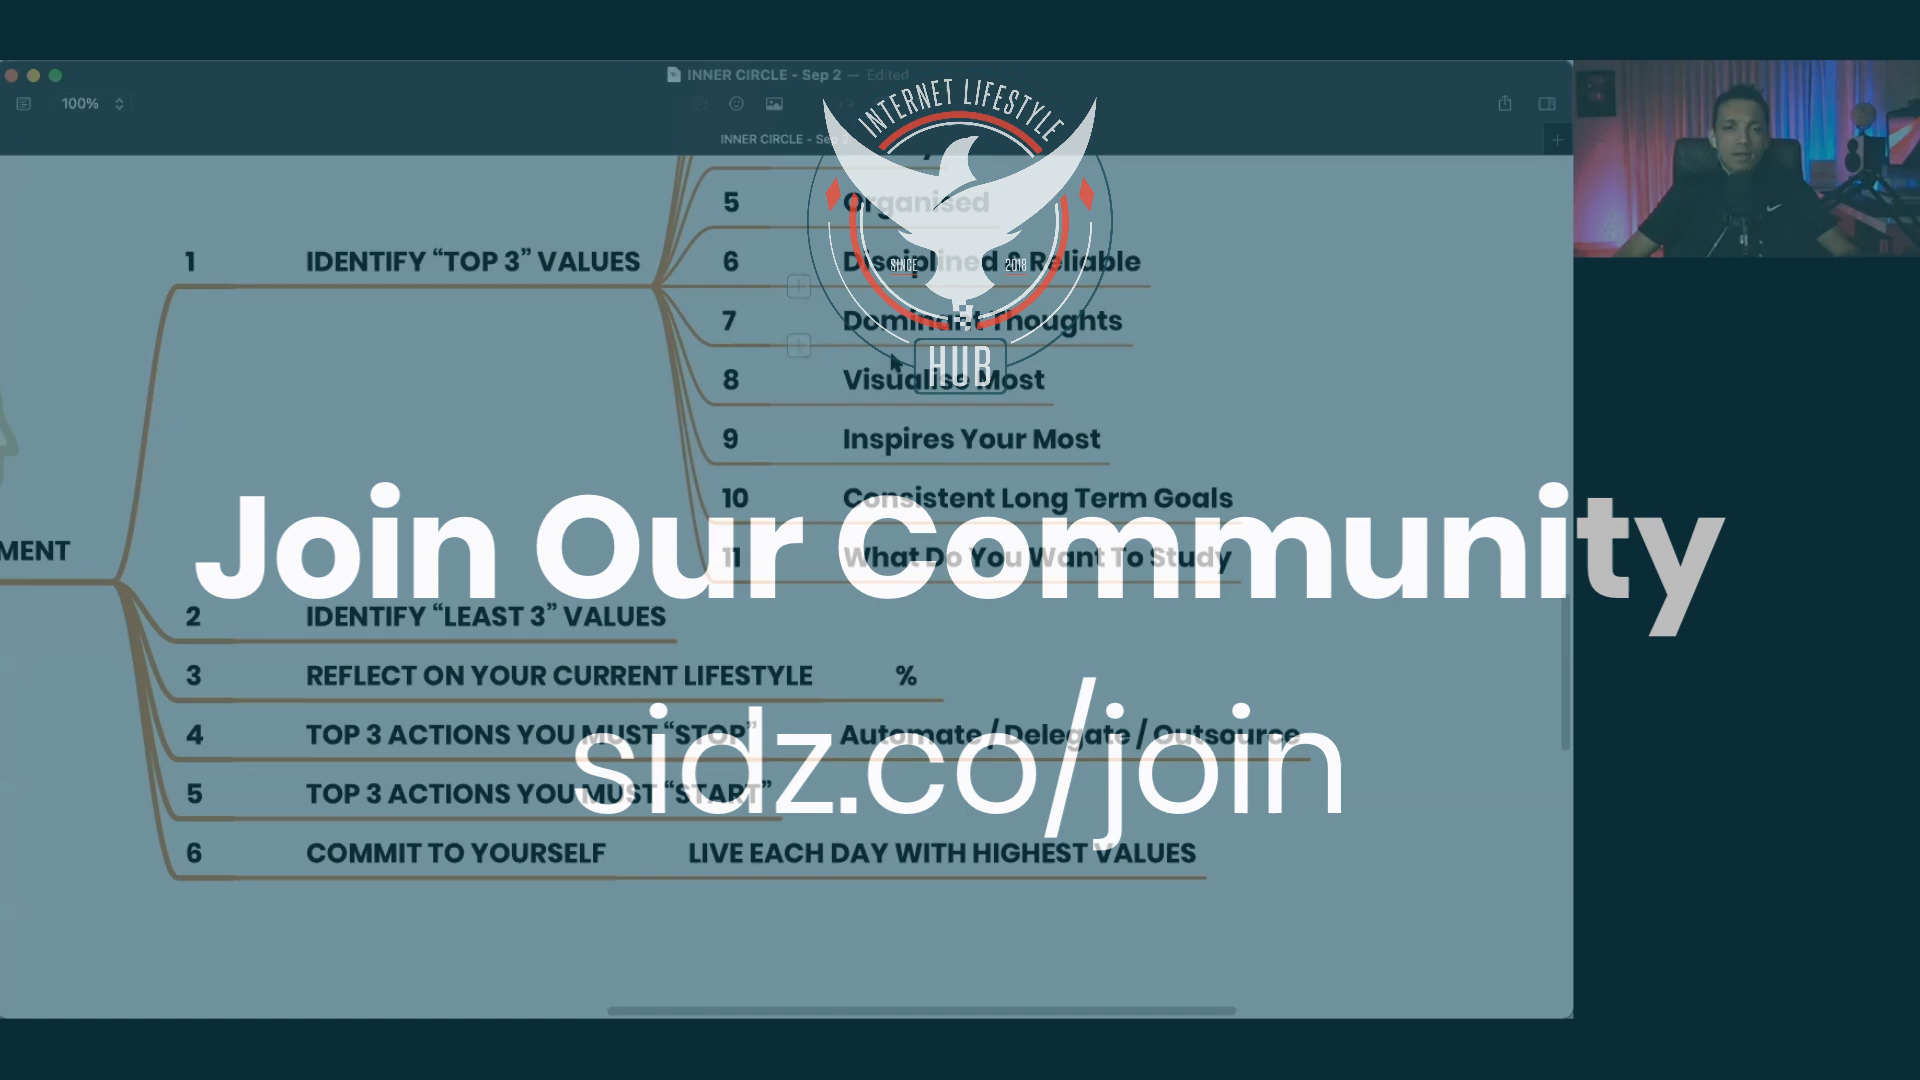 INNER CIRCLE - Sep 2 — Edited
100%
INTERNET LIFESTYLE
INNER CIRCLE - Sep
5 Organised
1 IDENTIFY “TOP 3” VALUES
6 Disciplined & Reliable
SINCE 2018
7 Dominant Thoughts
HUB
8 Visualise Most
9 Inspires Your Most
10 Consistent Long Term Goals
Join Our Community
MENT
11 What Do You Want To Study
2 IDENTIFY “LEAST 3” VALUES
3 REFLECT ON YOUR CURRENT LIFESTYLE %
4 TOP 3 ACTIONS YOU MUST “STOP” Automate / Delegate / Outsource
sidz.co/join
5 TOP 3 ACTIONS YOU MUST “START”
6 COMMIT TO YOURSELF LIVE EACH DAY WITH HIGHEST VALUES